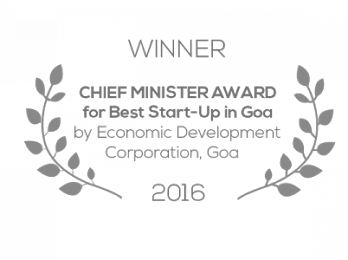 WINNER
CHIEF MINISTER AWARD
for Best Start-Up in Goa
by Economic Development
Corporation, Goa
2016